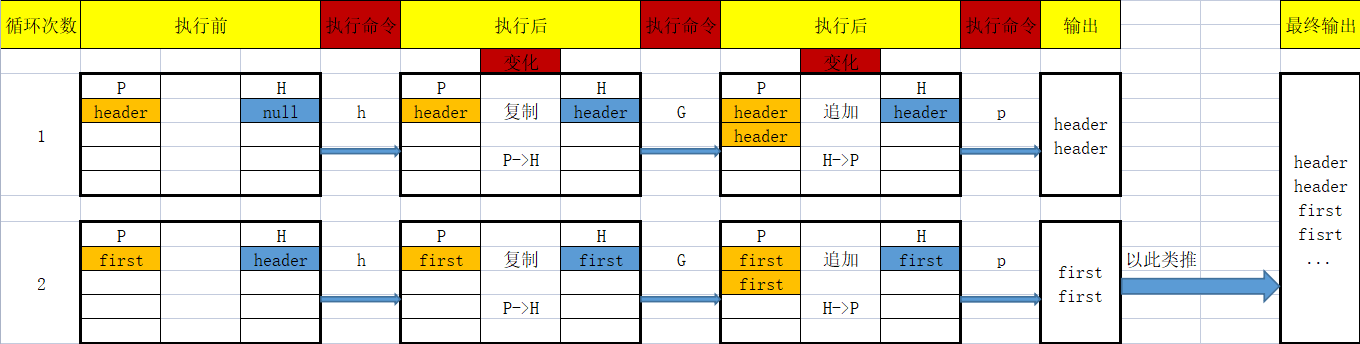 循环次数 执行前 执行命令 执行后 执行命令 执行后 执行命令 输出 最终输出
变化 变化
P H P H P H
header null h header 复制 header G header 追加 header p
header
1
P->H H->P
header
header
P H P H P H
first header h first 复制 first G first 追加 first p
first
2
P->H H->P
first
first
以此类推
header
header
first
fisrt
...